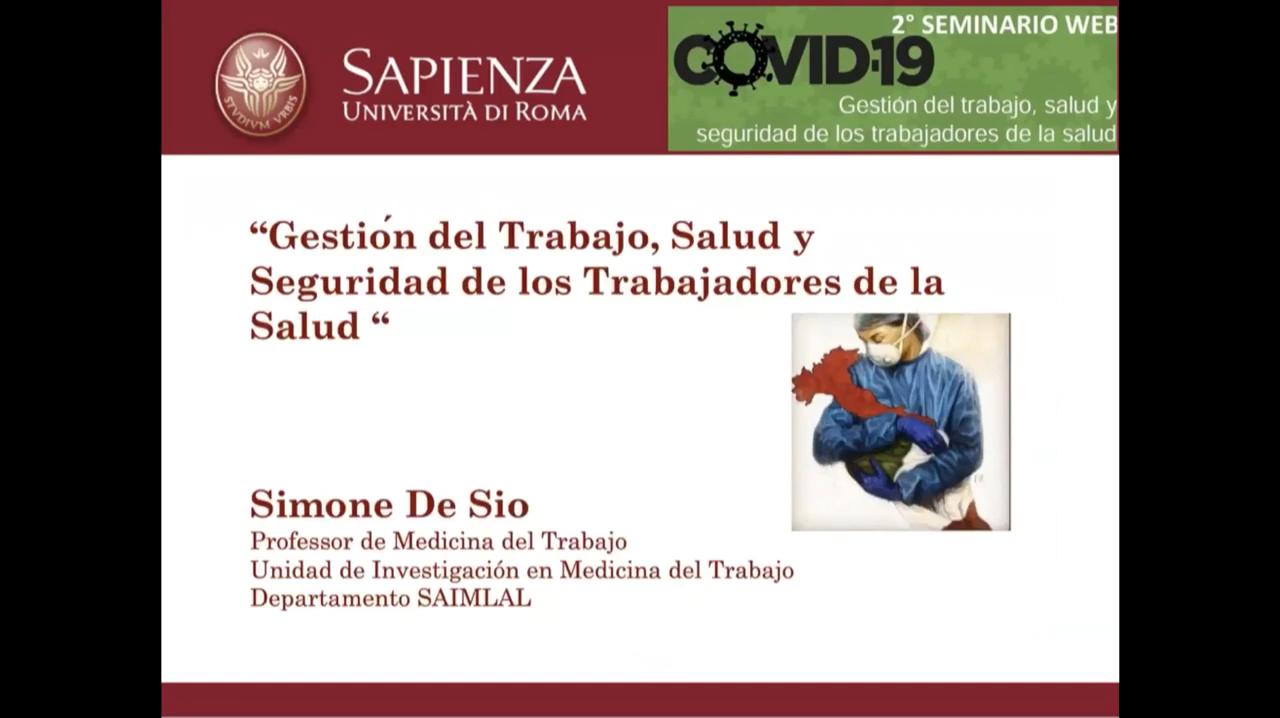 STVDIVM VRBIS
SAPIENZA
UNIVERSITÀ DI ROMA
2° SEMINARIO WEB
COVID-19
Gestión del trabajo, salud y
seguridad de los trabajadores de la salud
“Gestión del Trabajo, Salud y
Seguridad de los Trabajadores de la
Salud “
Simone De Sio
Professor de Medicina del Trabajo
Unidad de Investigación en Medicina del Trabajo
Departamento SAIMLAL